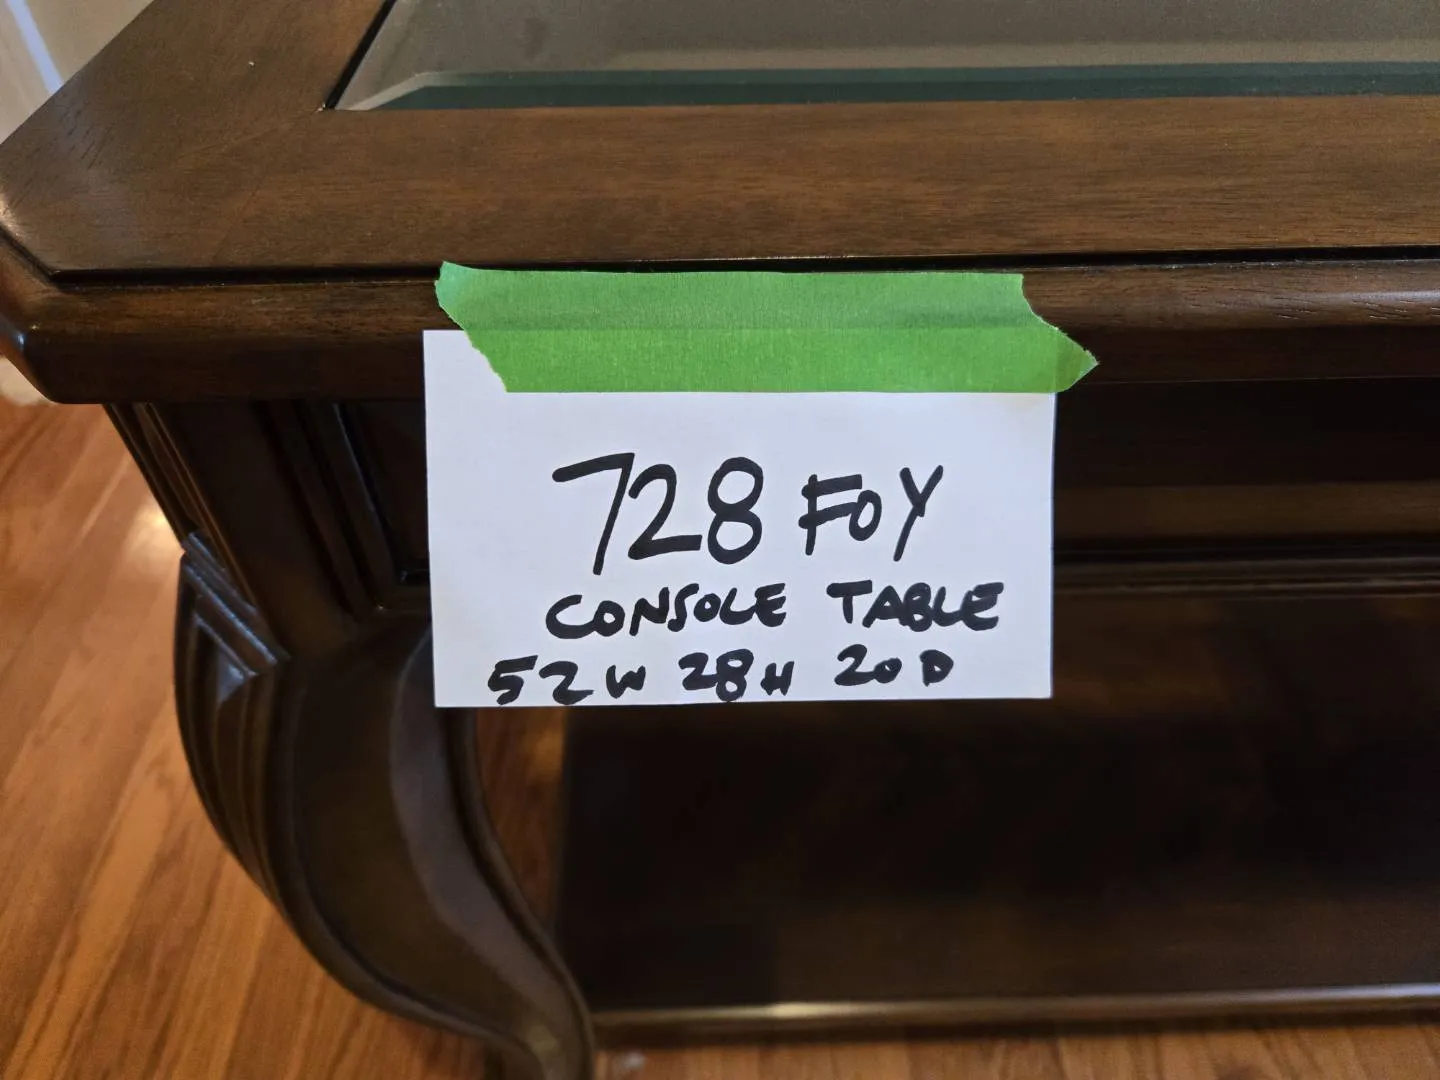 728 FOY
CONSOLE TABLE
52W 28H 20D